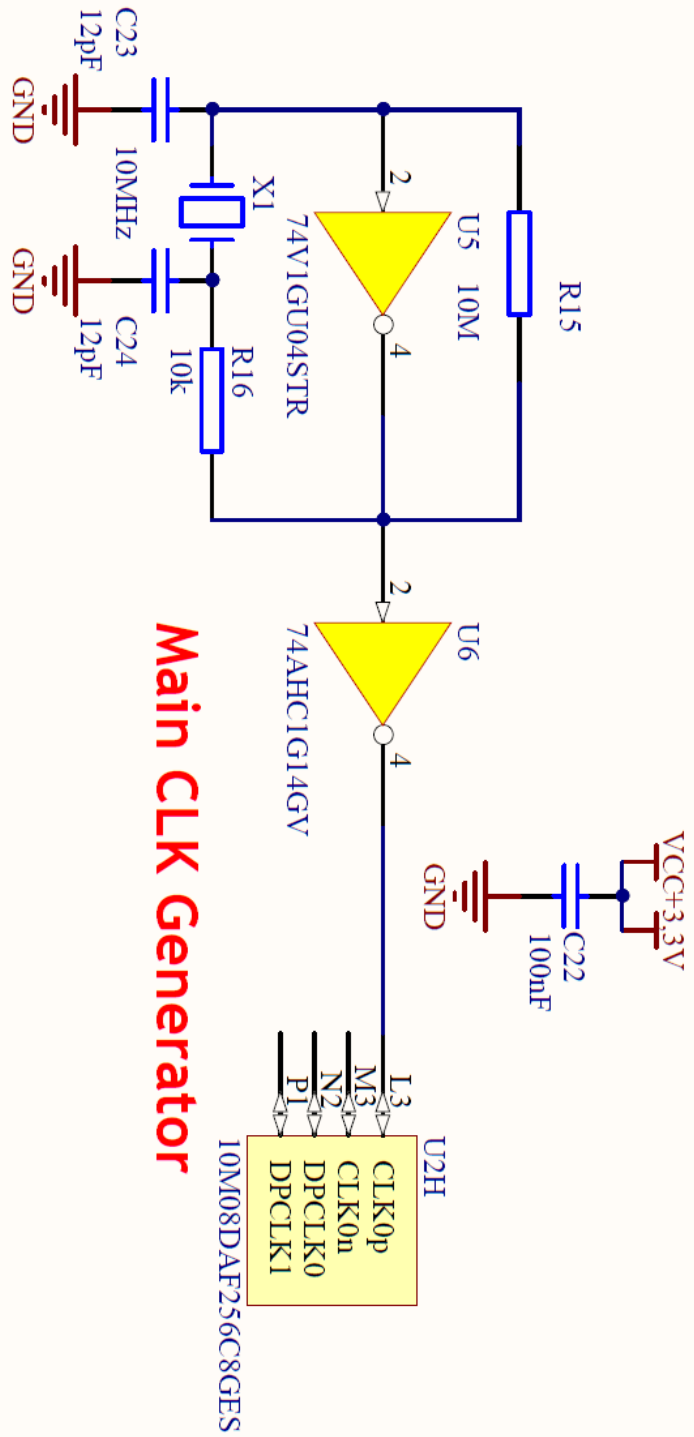 R15
U5
10M
2
4
74V1GU04STR
X1
10MHz
C23
12pF
GND
R16
10k
C24
12pF
GND
U6
2
4
74AHC1G14GV
VCC+3,3V
C22
100nF
GND
U2H
L3
CLK0p
M3
CLK0n
N2
DPCLK0
P1
DPCLK1
10M08DAF256C8GES
Main CLK Generator